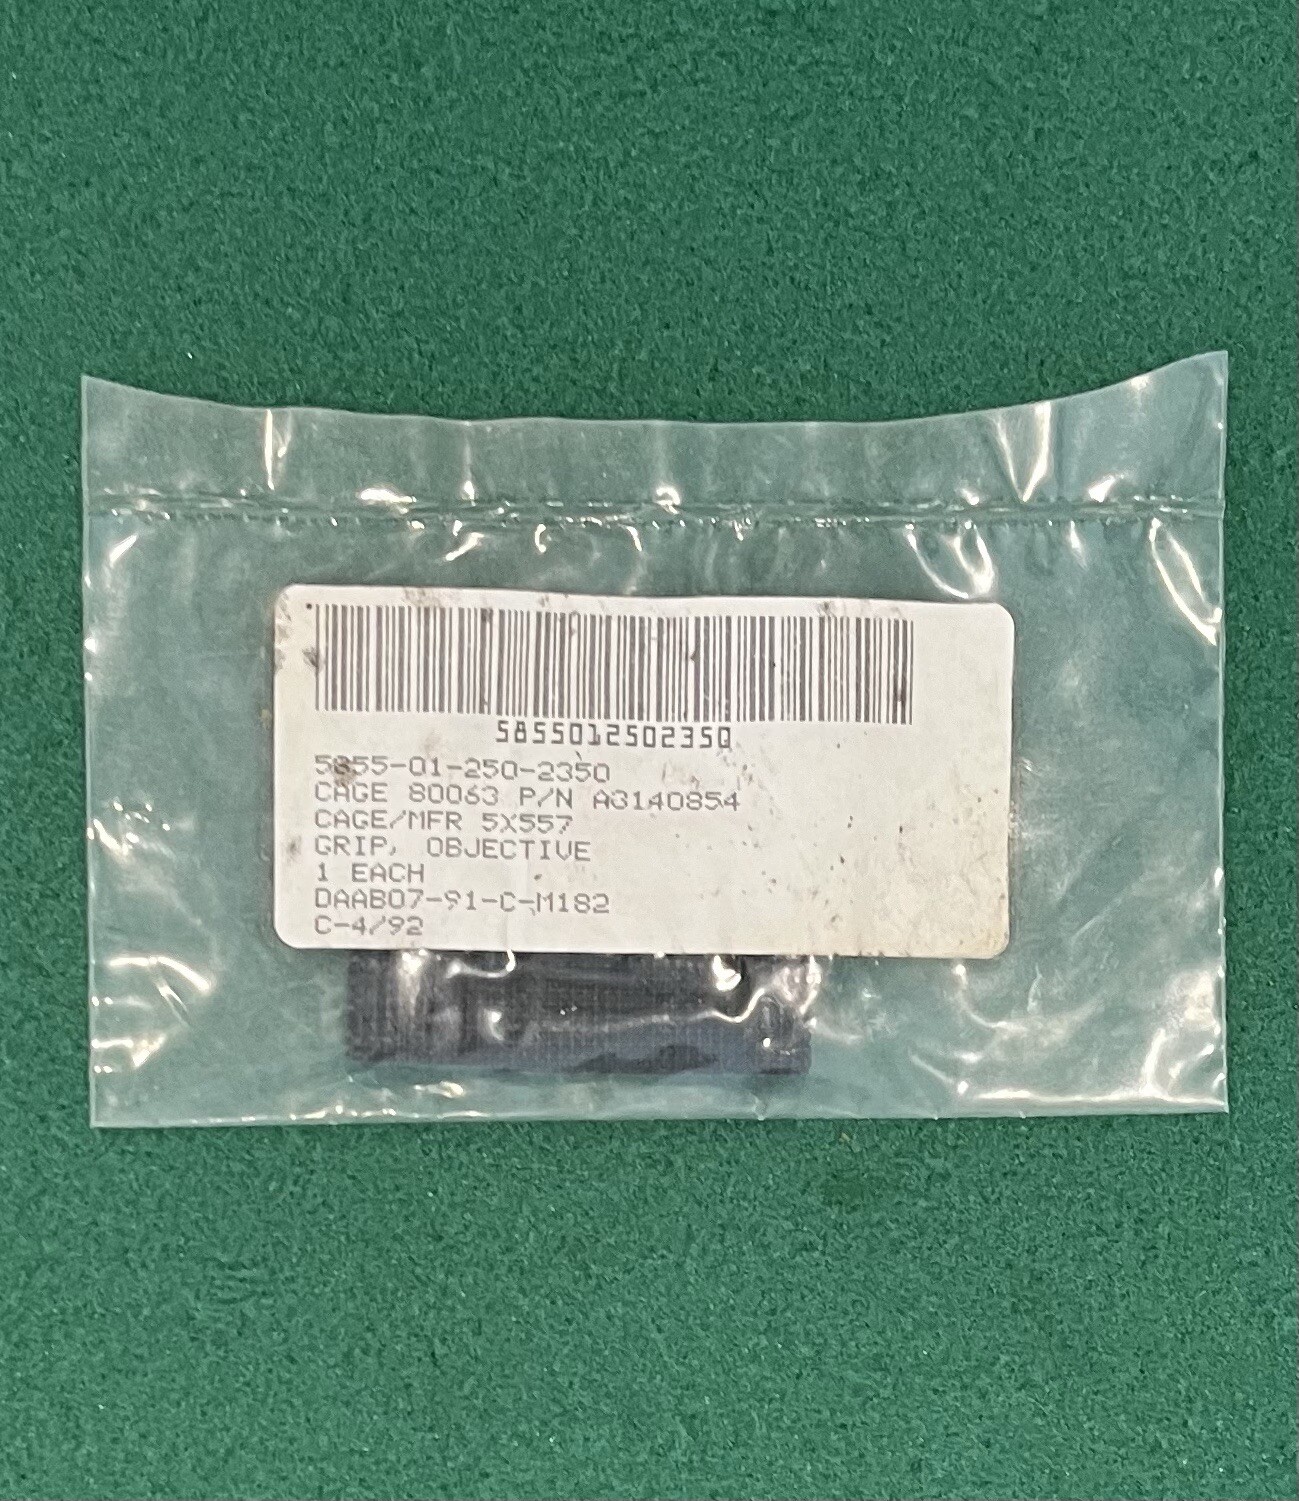 5855012502350
5855-01-250-2350
CAGE 80063 P/N A3140854
CAGE/MFR 5X557
GRIP, OBJECTIVE
1 EACH
DAAB07-91-C-M182
C-4/92